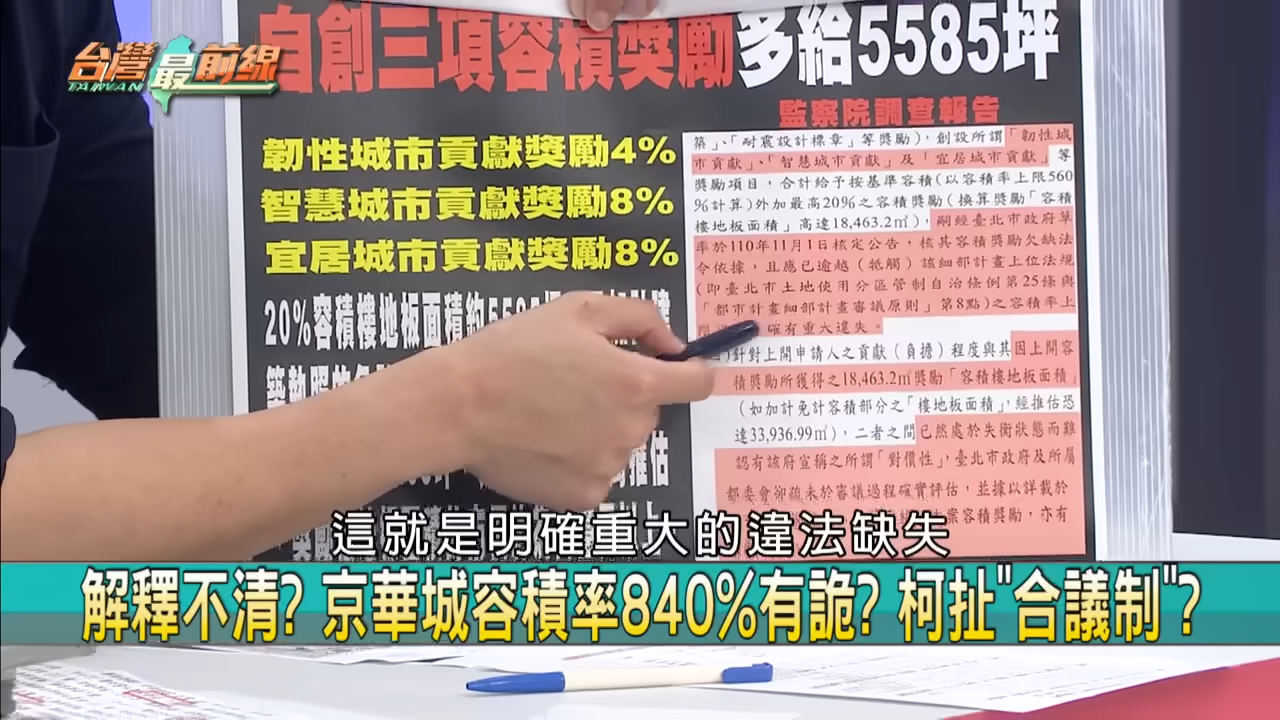 台灣最前線
TAIWAN
自創三項容積獎勵多給5585坪
監察院調查報告
韌性城市貢獻獎勵4%
智慧城市貢獻獎勵8%
宜居城市貢獻獎勵8%
20%容積樓地板面積約55
築、「耐震設計標章」等獎勵)，創設所謂「韌性城
市貢獻」、「智慧城市貢獻」及「宜居城市貢獻」等
獎勵項目，合計給予按基準容積(以容積率上限560
%計算)外加最高20%之容積獎勵(換算獎勵「容積
樓地板面積」高達18,463.2㎡)，嗣經臺北市政府草
率於110年11月1日核定公告，核其容積獎勵欠缺法
令依據，且應已逾越(牴觸)該細部計畫上位法規
(即臺北市土地使用分區管制自治條例第25條與
「都市計畫細部計畫審議原則」第8點)之容積率上
確有重大違失。
)針對上開申請人之貢獻(負擔)程度與其因上開容
積獎勵所獲得之18,463.2㎡獎勵「容積樓地板面積」
(如加計免計容積部分之「樓地板面積」，經推估恐
達33,936.99㎡)，二者之間已然處於失衡狀態而難
認有該府宣稱之所謂「對價性」，臺北市政府及所屬
都委會卻疏未於審議過程確實評估，並據以詳載於
案容積獎勵，亦有
推估
這就是明確重大的違法缺失
解釋不清? 京華城容積率840%有詭? 柯扯"合議制"?